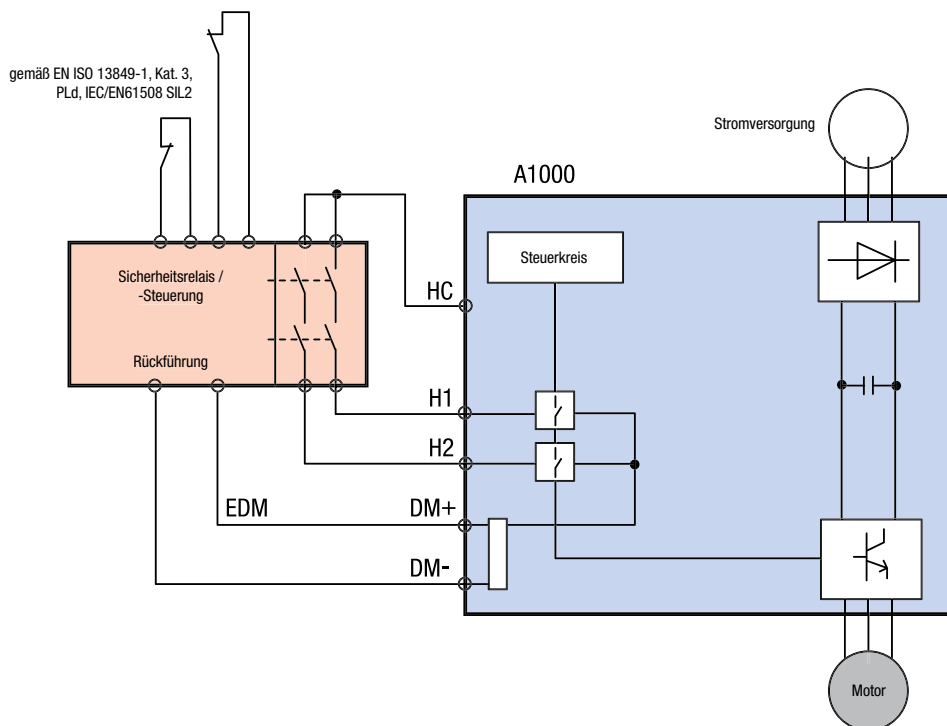 gemäß EN ISO 13849-1, Kat. 3,
PLd, IEC/EN61508 SIL2
Stromversorgung
A1000
Steuerkreis
Sicherheitsrelais /
-Steuerung
HC
Rückführung
H1
H2
EDM
DM+
DM-
Motor